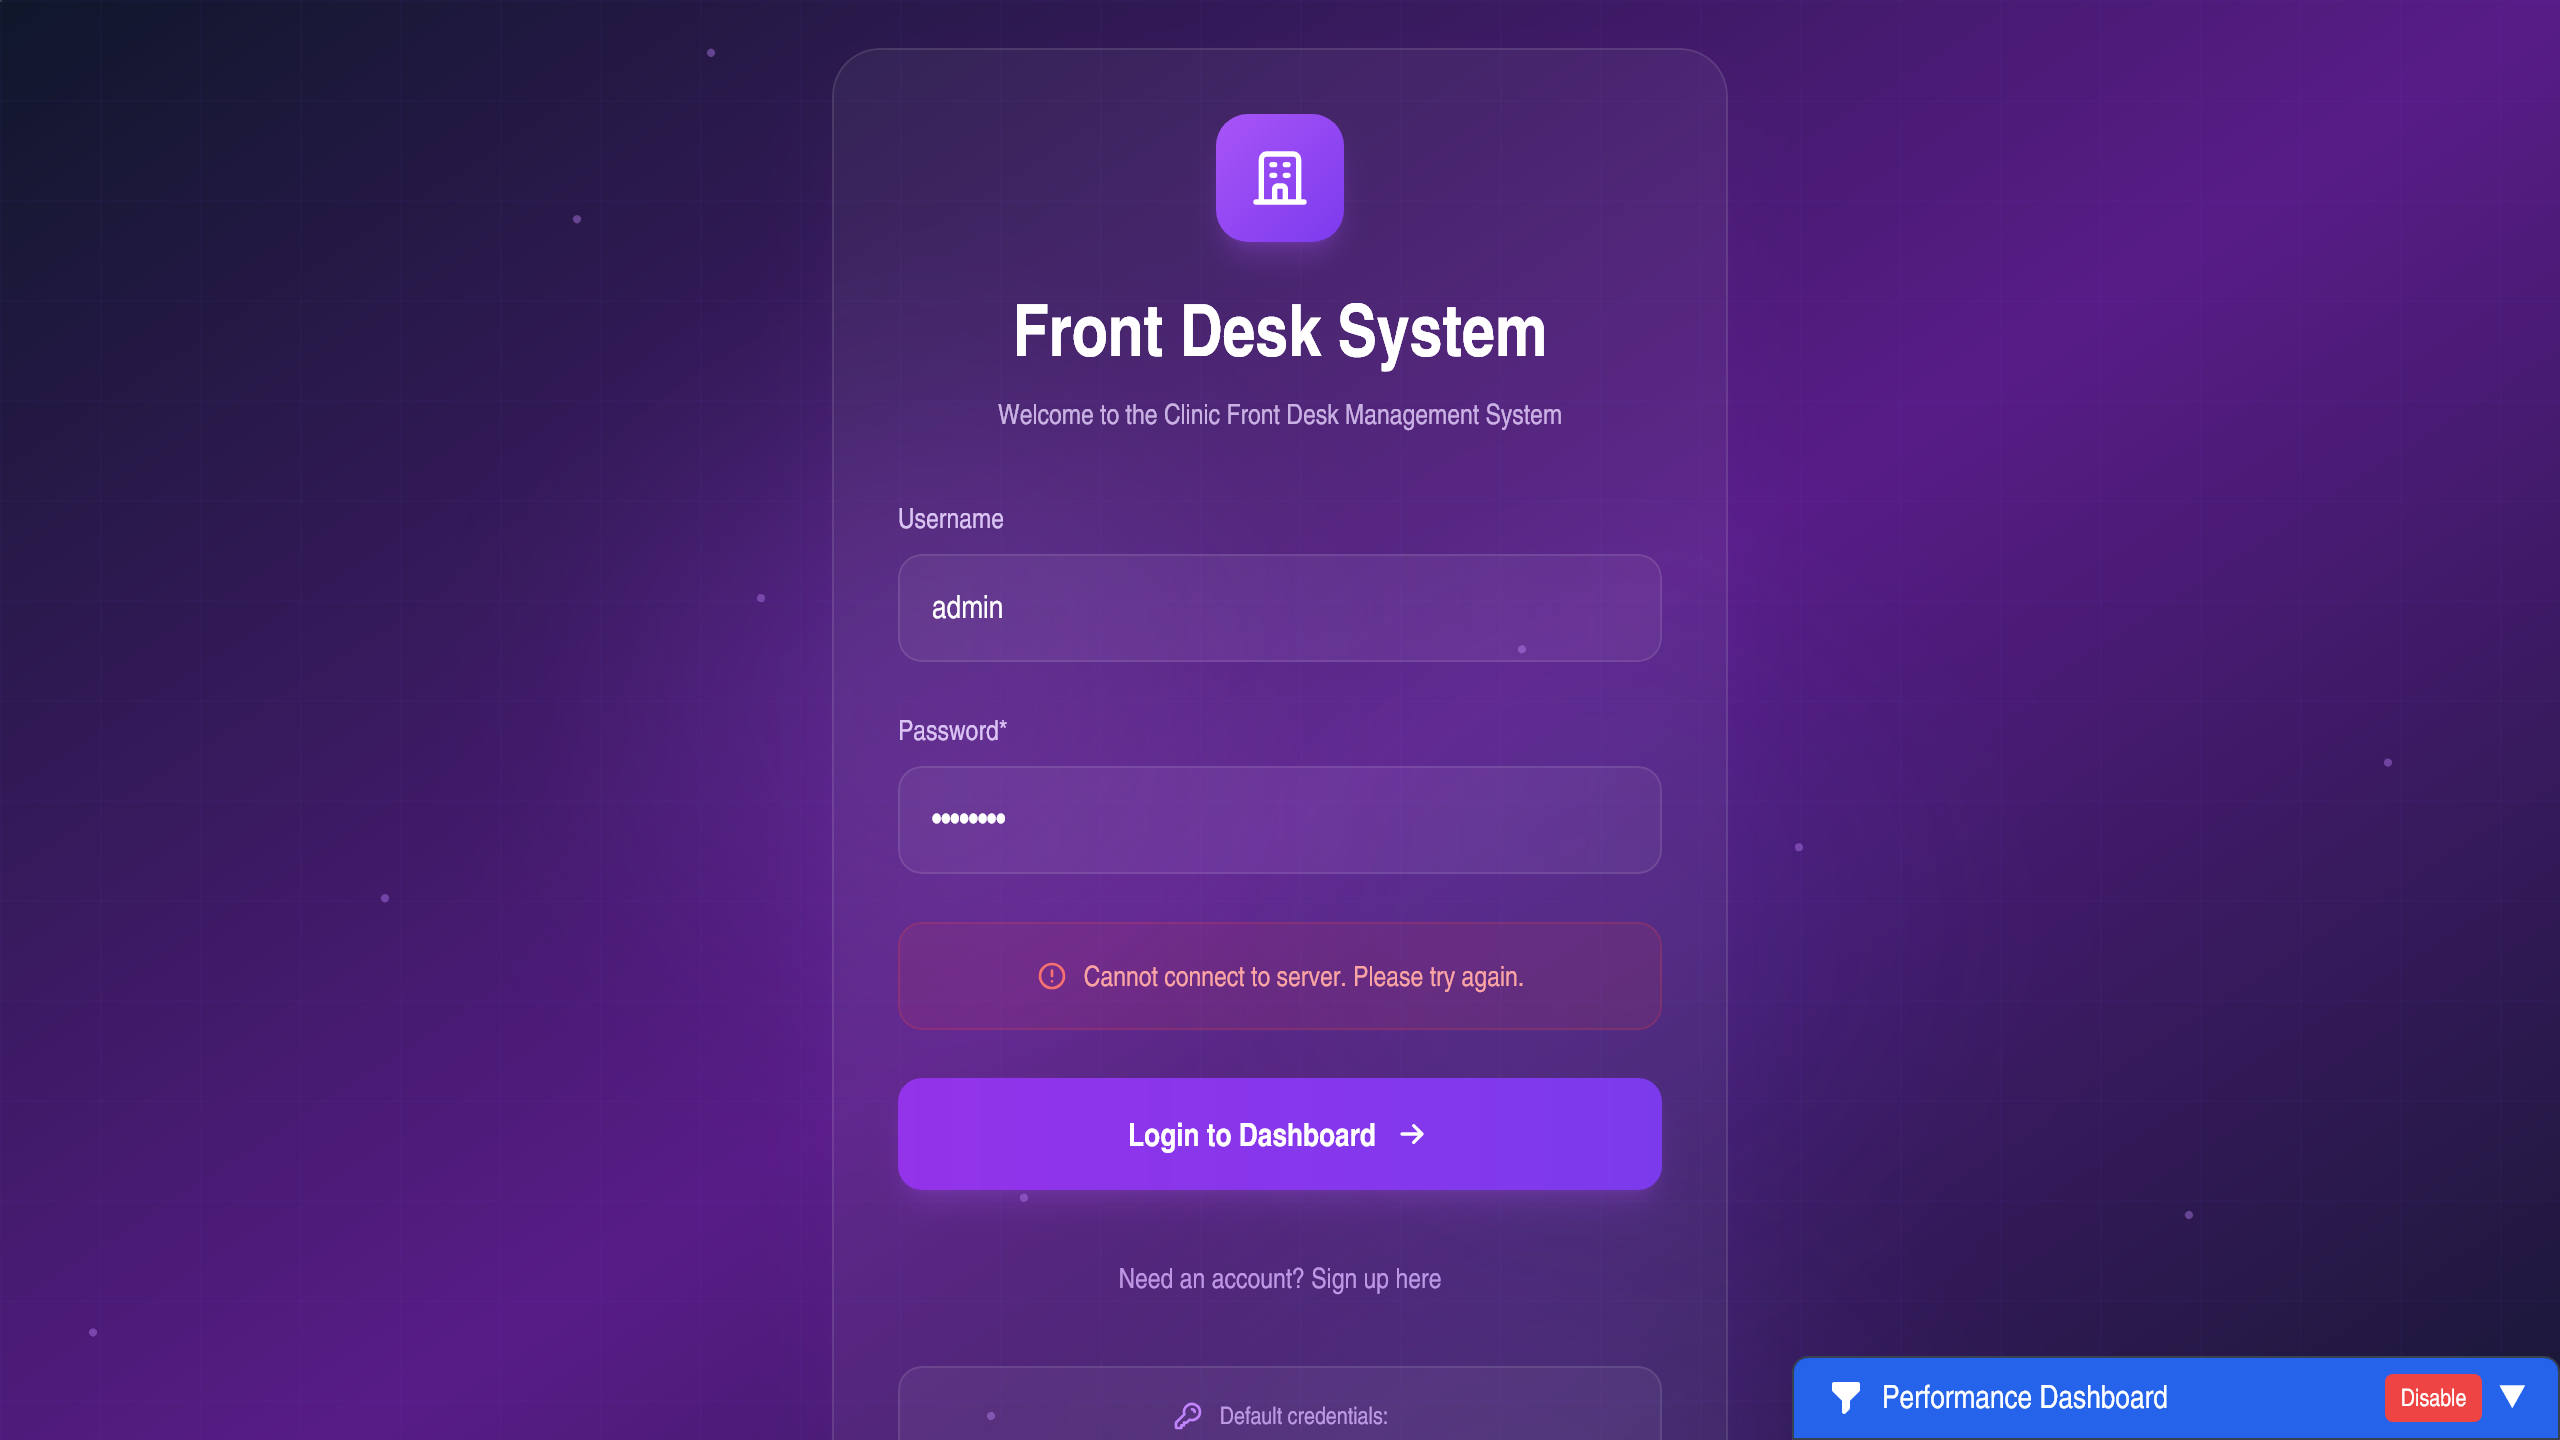 Front Desk System
Welcome to the Clinic Front Desk Management System
Username
admin
Password*
••••••••
Cannot connect to server. Please try again.
Login to Dashboard →
Need an account? Sign up here
Default credentials:
Performance Dashboard
Disable
▼